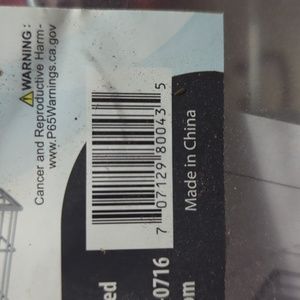 ⚠WARNING:
Cancer and Reproductive Harm-
www.P65Warnings.ca.gov
7 07129 80043 5
Made in China
ed
-0716
om